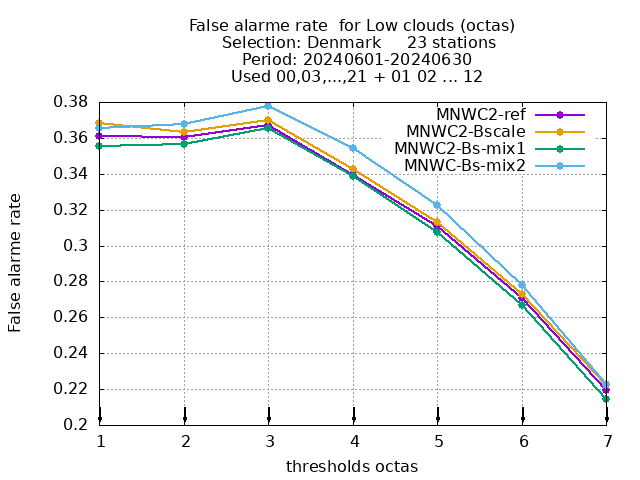 False alarme rate  for Low clouds (octas)
Selection: Denmark     23 stations
Period: 20240601-20240630
Used 00,03,...,21 + 01 02 ... 12
MNWC2-ref
MNWC2-Bscale
MNWC2-Bs-mix1
MNWC-Bs-mix2
False alarme rate
0.38
0.36
0.34
0.32
0.3
0.28
0.26
0.24
0.22
0.2
1 2 3 4 5 6 7
thresholds octas